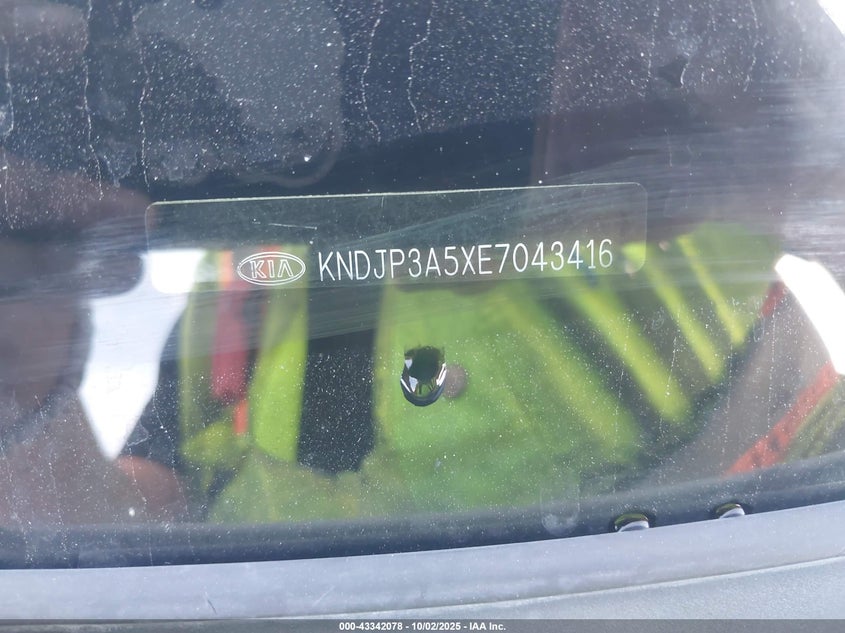 KIA KNDJP3A5XE7043416
000-43342078 - 10/02/2025 - IAA Inc.